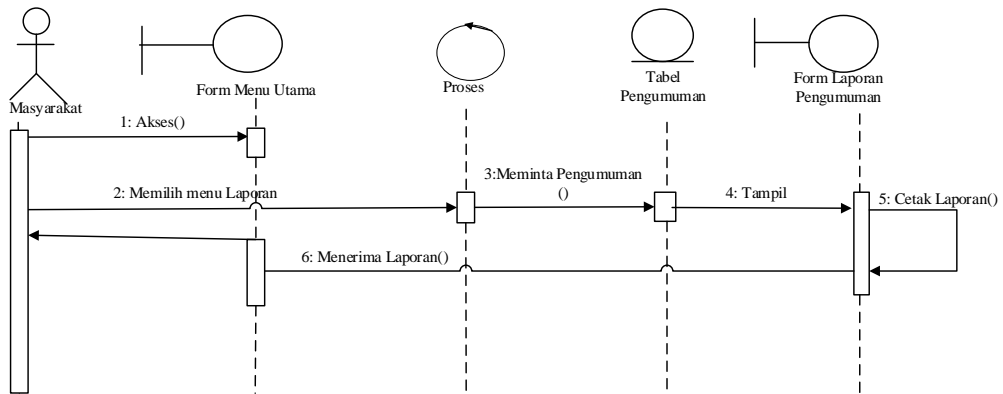 Masyarakat
Form Menu Utama
Proses
Tabel
Pengumuman
Form Laporan
Pengumuman
1: Akses()
2: Memilih menu Laporan
3:Meminta Pengumuman
()
4: Tampil
5: Cetak Laporan()
6: Menerima Laporan()